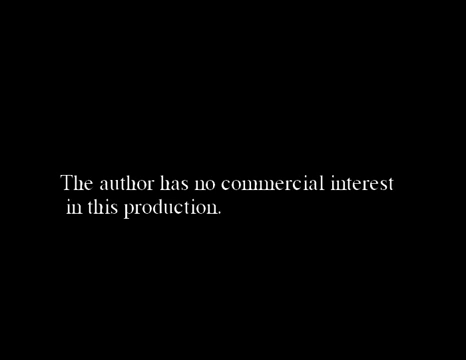 The author has no commercial interest
in this production.